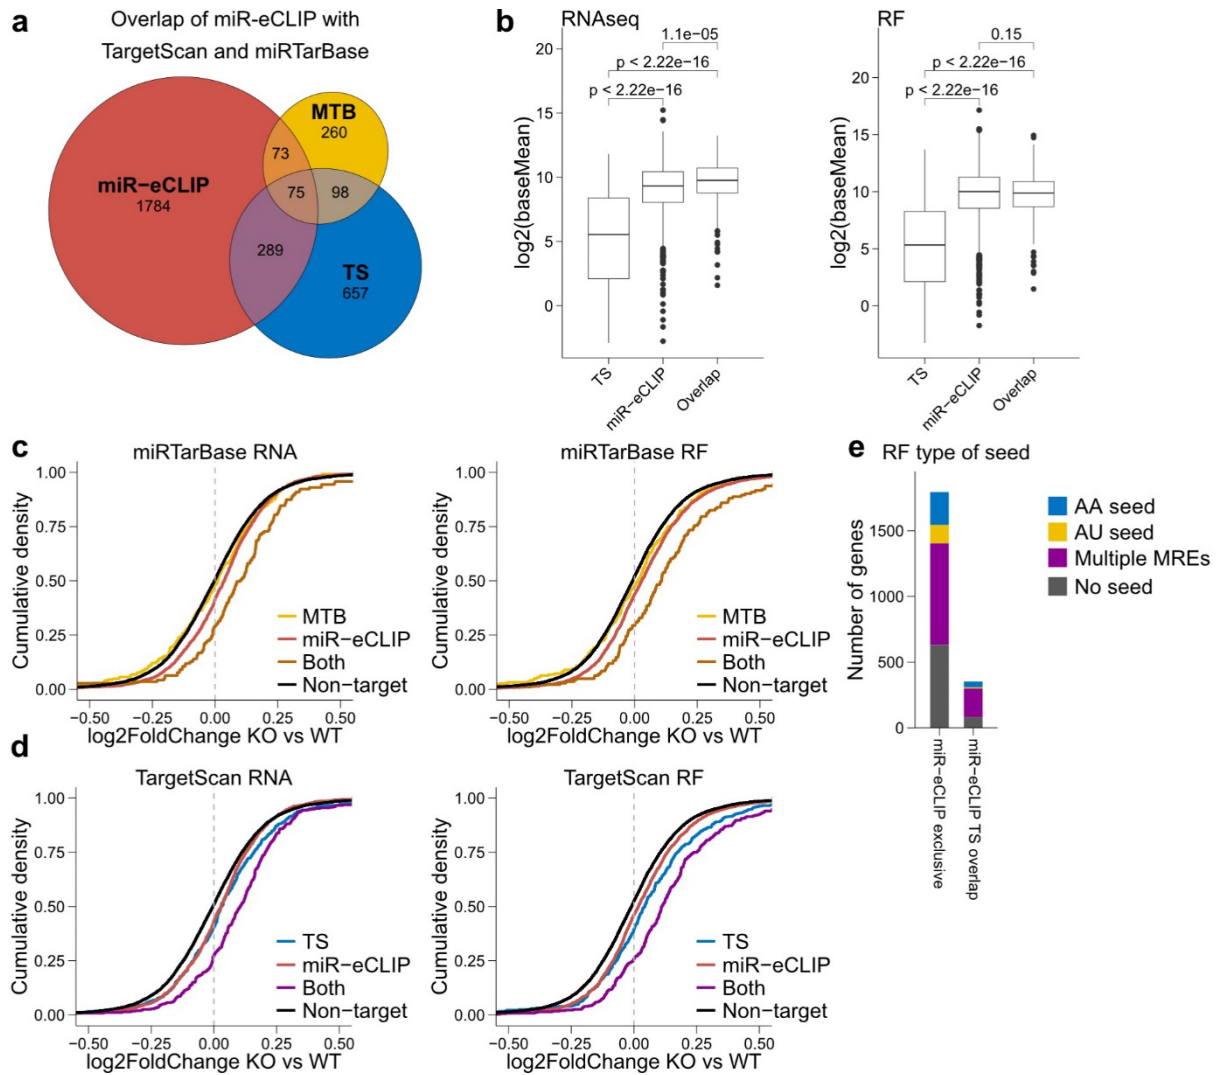 a
Overlap of miR-eCLIP with
TargetScan and miRTarBase
MTB
260
73
miR−eCLIP
1784
75
98
289
TS
657
b
RNAseq
1.1e−05
p < 2.22e−16
p < 2.22e−16
log2(baseMean)
20
15
10
5
0
TS
miR−eCLIP
Overlap
RF
0.15
p < 2.22e−16
p < 2.22e−16
log2(baseMean)
20
15
10
5
0
TS
miR−eCLIP
Overlap
c
miRTarBase RNA
Cumulative density
1.00
0.75
0.50
0.25
0.00
MTB
miR−eCLIP
Both
Non−target
−0.50 −0.25 0.00 0.25 0.50
log2FoldChange KO vs WT
miRTarBase RF
Cumulative density
1.00
0.75
0.50
0.25
0.00
MTB
miR−eCLIP
Both
Non−target
−0.50 −0.25 0.00 0.25 0.50
log2FoldChange KO vs WT
d
TargetScan RNA
Cumulative density
1.00
0.75
0.50
0.25
0.00
TS
miR−eCLIP
Both
Non−target
−0.50 −0.25 0.00 0.25 0.50
log2FoldChange KO vs WT
TargetScan RF
Cumulative density
1.00
0.75
0.50
0.25
0.00
TS
miR−eCLIP
Both
Non−target
−0.50 −0.25 0.00 0.25 0.50
log2FoldChange KO vs WT
e
RF type of seed
Number of genes
1500
1000
500
0
miR−eCLIP exclusive
miR−eCLIP TS overlap
AA seed
AU seed
Multiple MREs
No seed